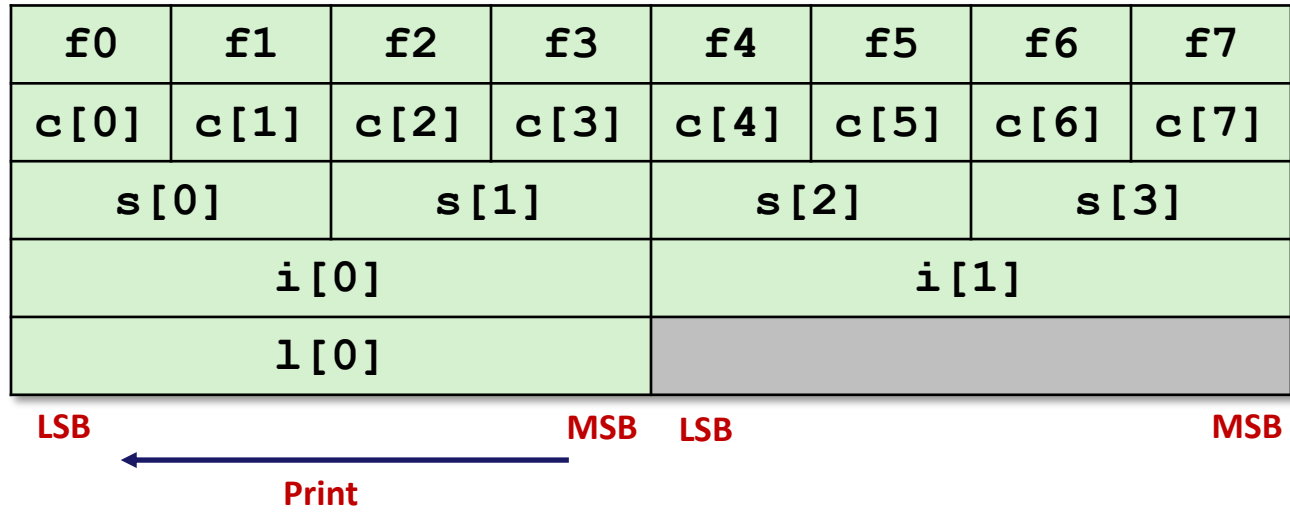 f0 f1 f2 f3 f4 f5 f6 f7
c[0] c[1] c[2] c[3] c[4] c[5] c[6] c[7]
s[0] s[1] s[2] s[3]
i[0] i[1]
l[0]
LSB MSB LSB MSB
Print